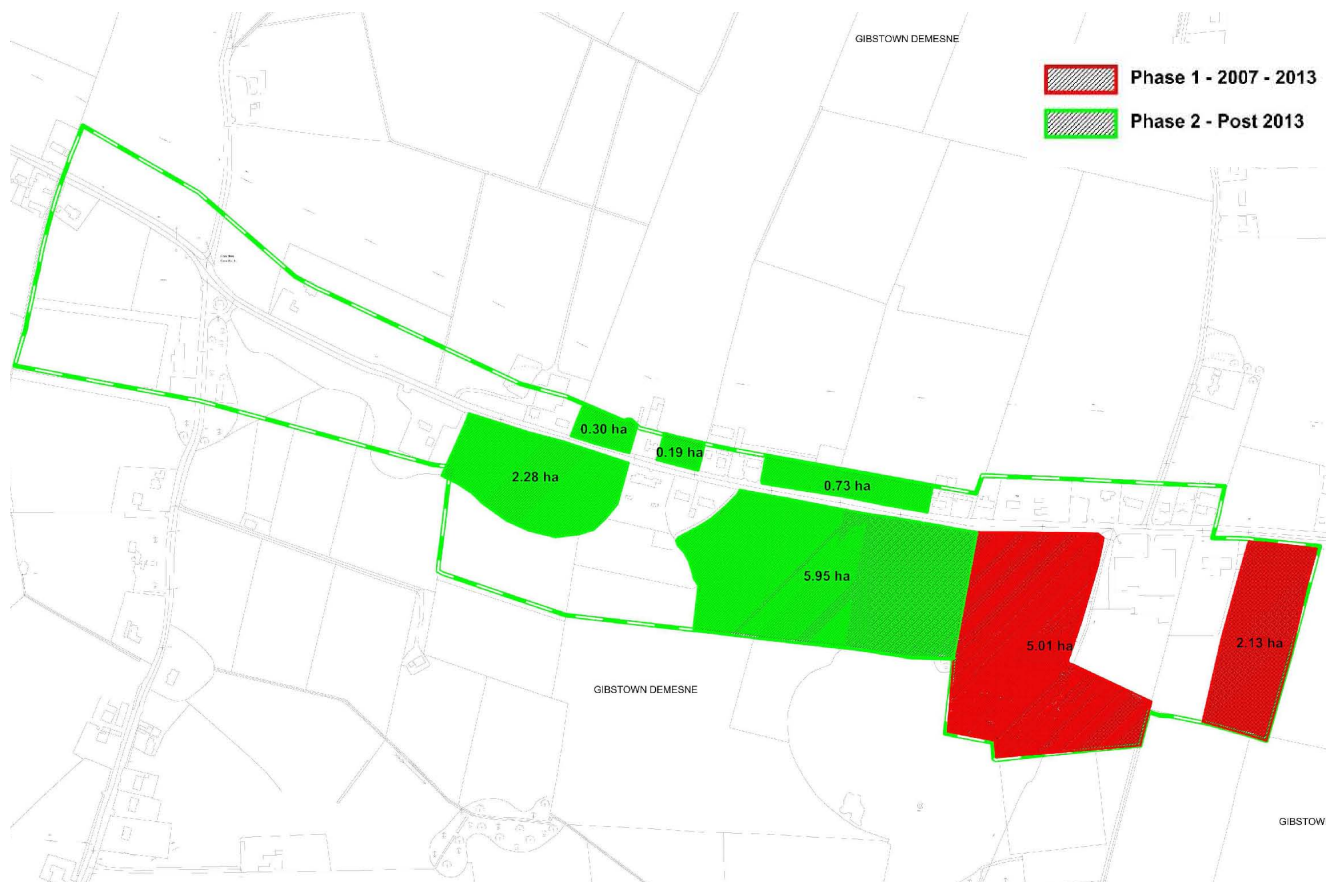 GIBSTOWN DEMESNE
Phase 1 - 2007 - 2013
Phase 2 - Post 2013
0.30 ha
0.19 ha
2.28 ha
0.73 ha
5.95 ha
5.01 ha
2.13 ha
GIBSTOWN DEMESNE
GIBSTOW